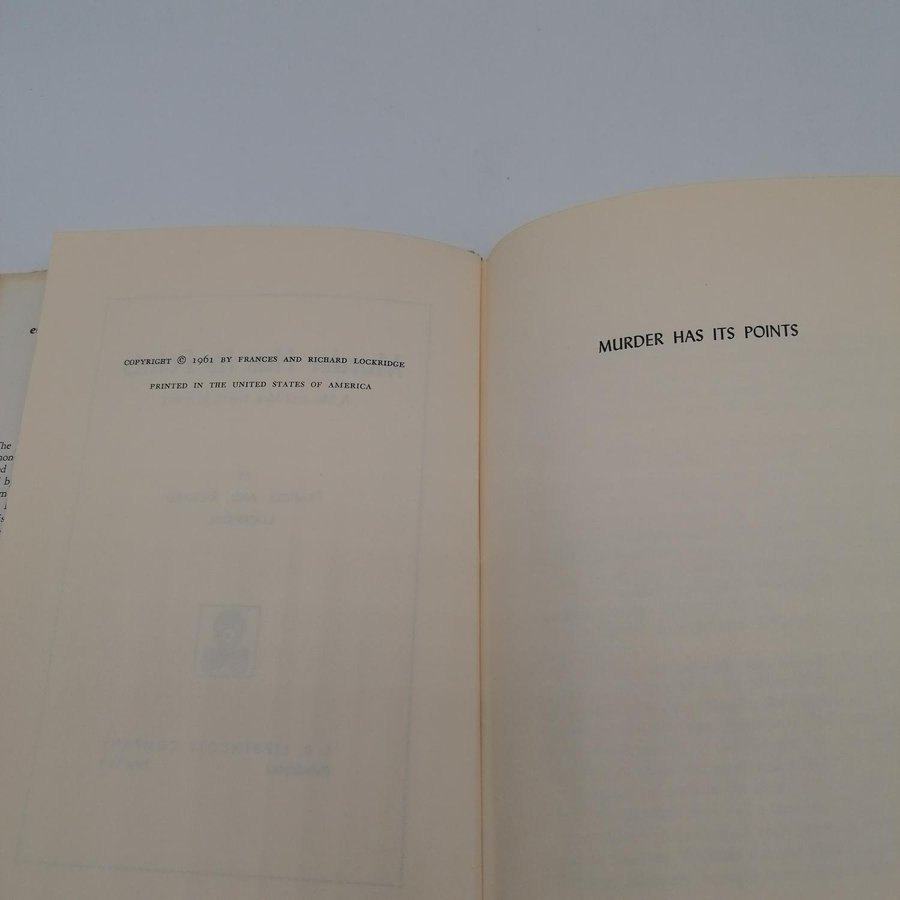 COPYRIGHT © 1961 BY FRANCES AND RICHARD LOCKRIDGE
PRINTED IN THE UNITED STATES OF AMERICA
MURDER HAS ITS POINTS